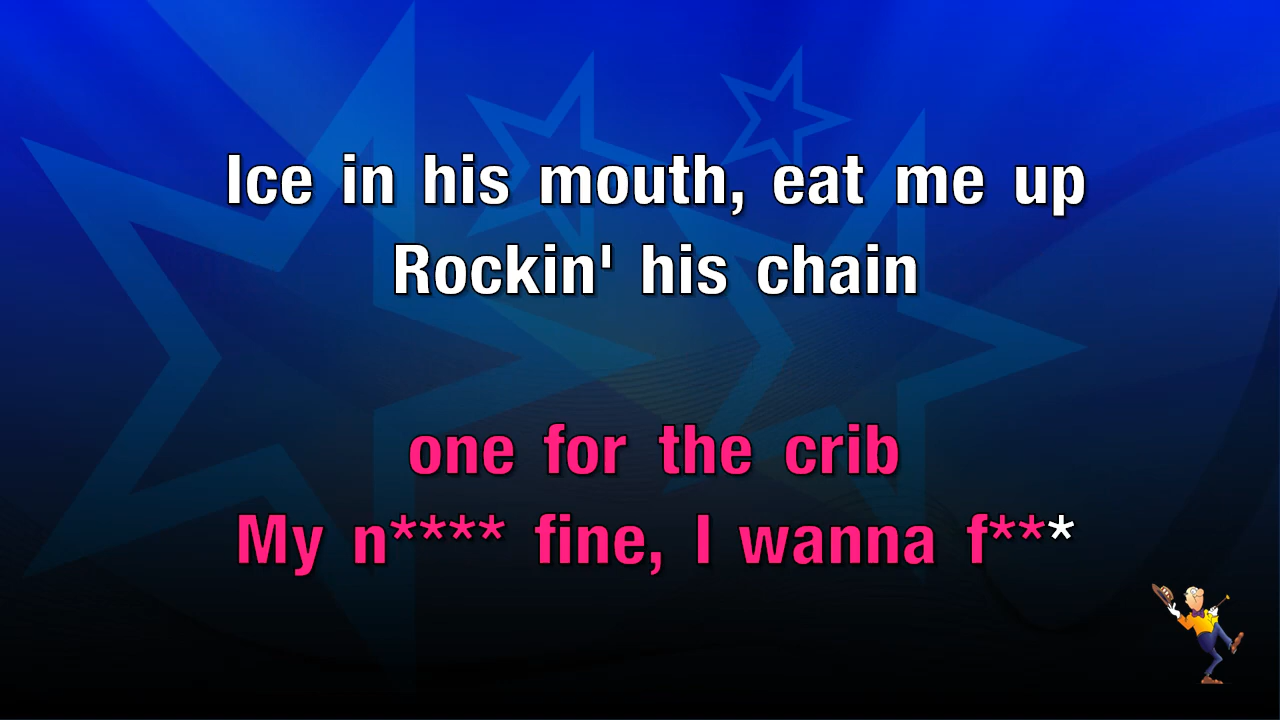 Ice in his mouth, eat me up
Rockin' his chain
one for the crib
My n**** fine, I wanna f***